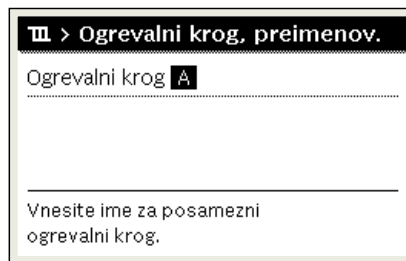 > Ogrevalni krog, preimenov.
Ogrevalni krog A
Vnesite ime za posamezni
ogrevalni krog.